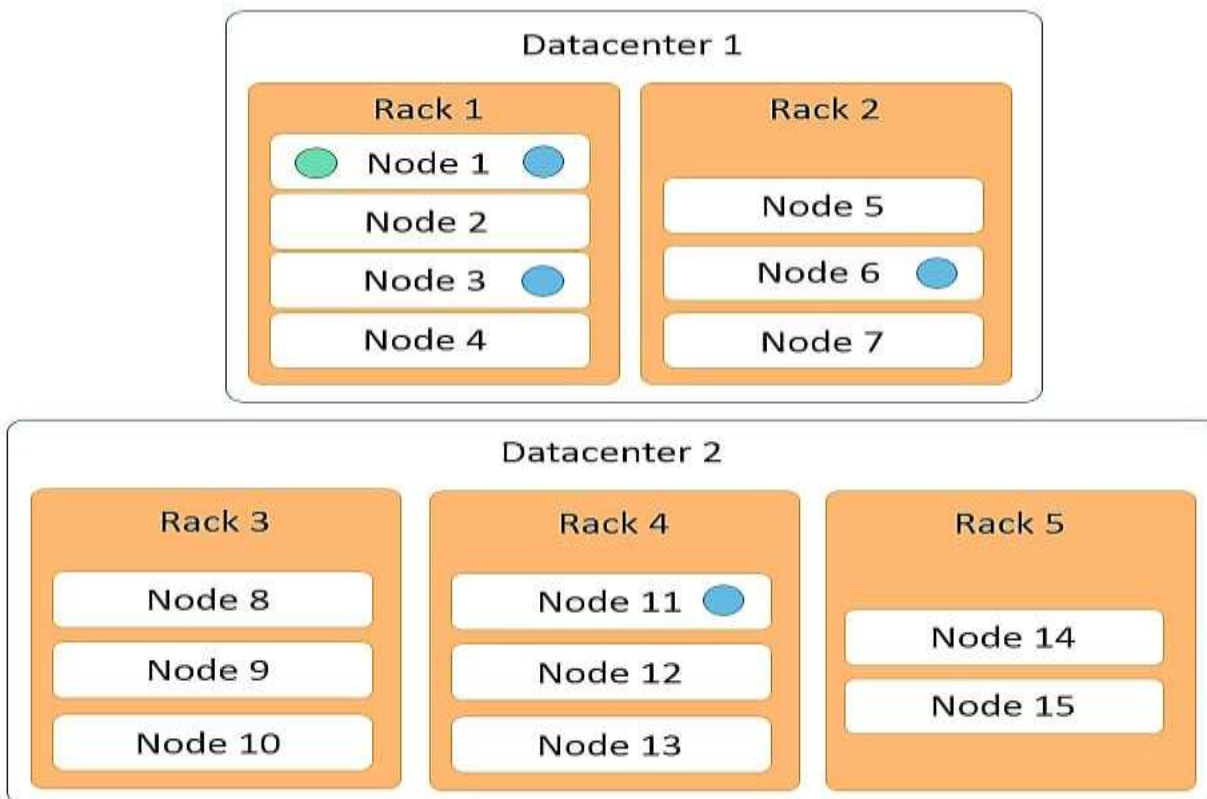 Datacenter 1
Rack 1
Node 1
Node 2
Node 3
Node 4
Rack 2
Node 5
Node 6
Node 7
Datacenter 2
Rack 3
Node 8
Node 9
Node 10
Rack 4
Node 11
Node 12
Node 13
Rack 5
Node 14
Node 15